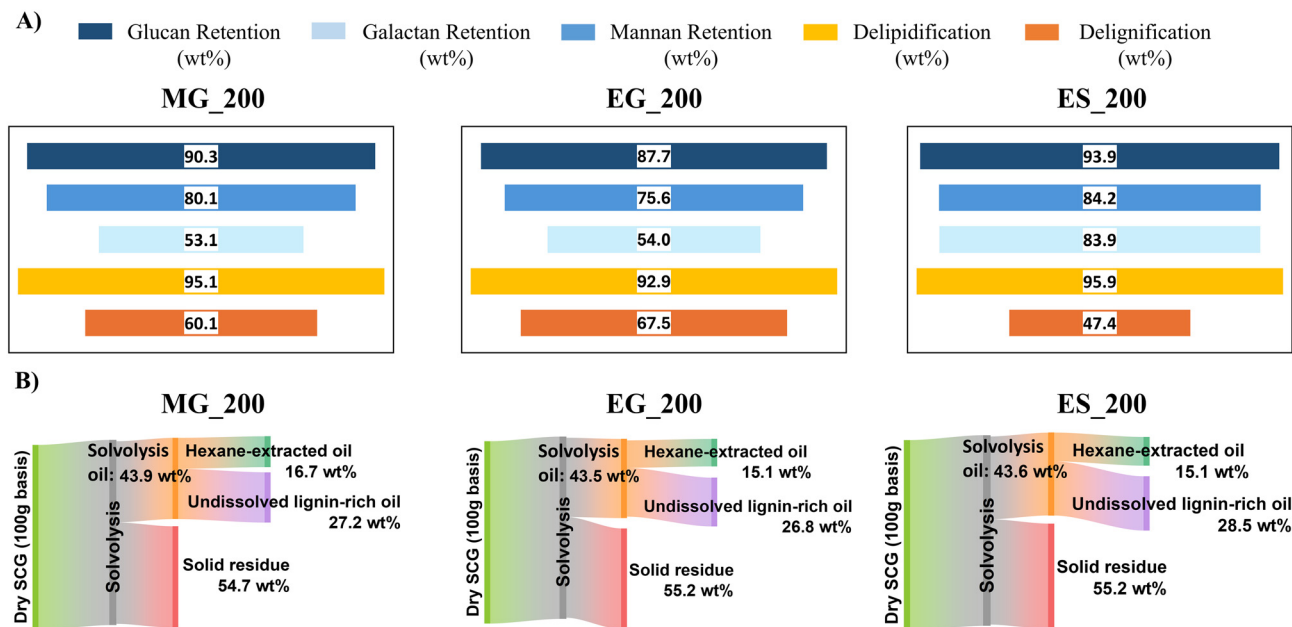 A)
Glucan Retention
(wt%)
Galactan Retention
(wt%)
Mannan Retention
(wt%)
Delipidification
(wt%)
Delignification
(wt%)
MG_200
90.3
80.1
53.1
95.1
60.1
EG_200
87.7
75.6
54.0
92.9
67.5
ES_200
93.9
84.2
83.9
95.9
47.4
B)
MG_200
Dry SCG (100g basis)
Solvolysis
Solvolysis
oil: 43.9 wt%
Hexane-extracted oil
16.7 wt%
Undissolved lignin-rich oil
27.2 wt%
Solid residue
54.7 wt%
EG_200
Dry SCG (100g basis)
Solvolysis
Solvolysis
oil: 43.5 wt%
Hexane-extracted oil
15.1 wt%
Undissolved lignin-rich oil
26.8 wt%
Solid residue
55.2 wt%
ES_200
Dry SCG (100g basis)
Solvolysis
Solvolysis
oil: 43.6 wt%
Hexane-extracted oil
15.1 wt%
Undissolved lignin-rich oil
28.5 wt%
Solid residue
55.2 wt%